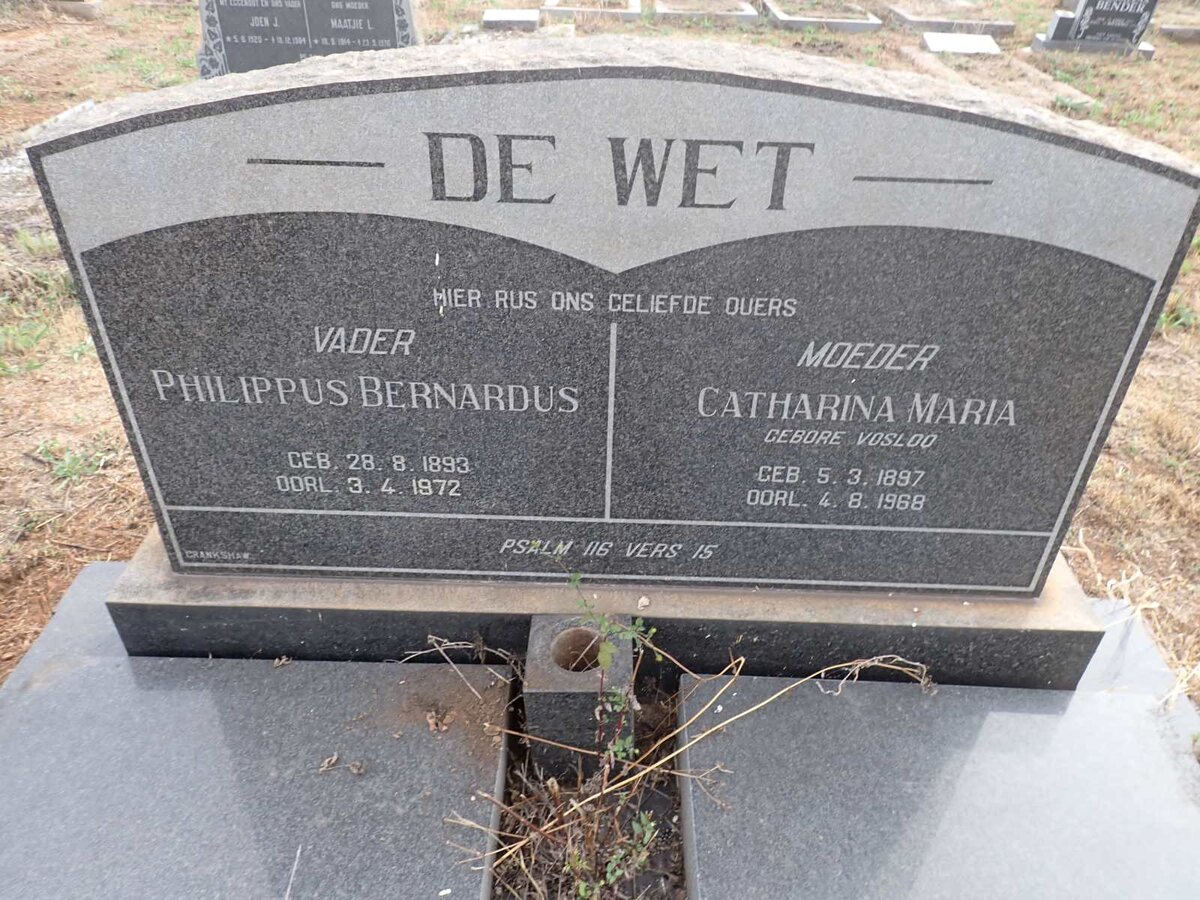 ONS MOEDER
JOEN J.
MAATJIE L.
BENDER
DE WET
HIER RUS ONS GELIEFDE OUERS
VADER
PHILIPPUS BERNARDUS
GEB. 28. 8. 1893
OORL. 3. 4. 1972
MOEDER
CATHARINA MARIA
GEBORE VOSLOO
GEB. 5. 3. 1897
OORL. 4. 8. 1968
PSALM 116 VERS 15
CRANKSHAW